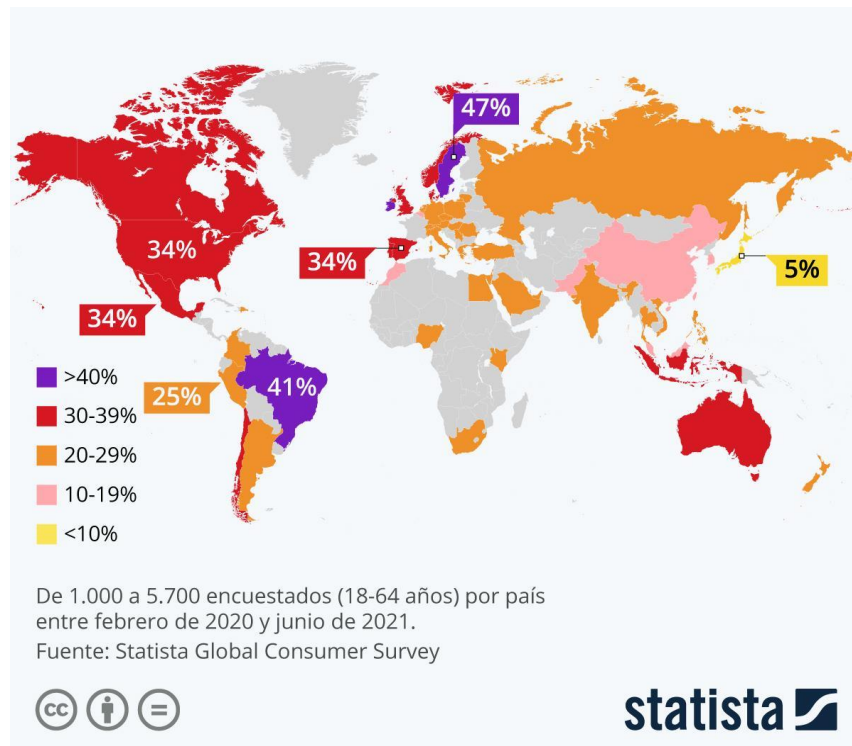 47%
34%
34%
5%
34%
41%
25%
>40%
30-39%
20-29%
10-19%
<10%
De 1.000 a 5.700 encuestados (18-64 años) por país
entre febrero de 2020 y junio de 2021.
Fuente: Statista Global Consumer Survey
cc
statista